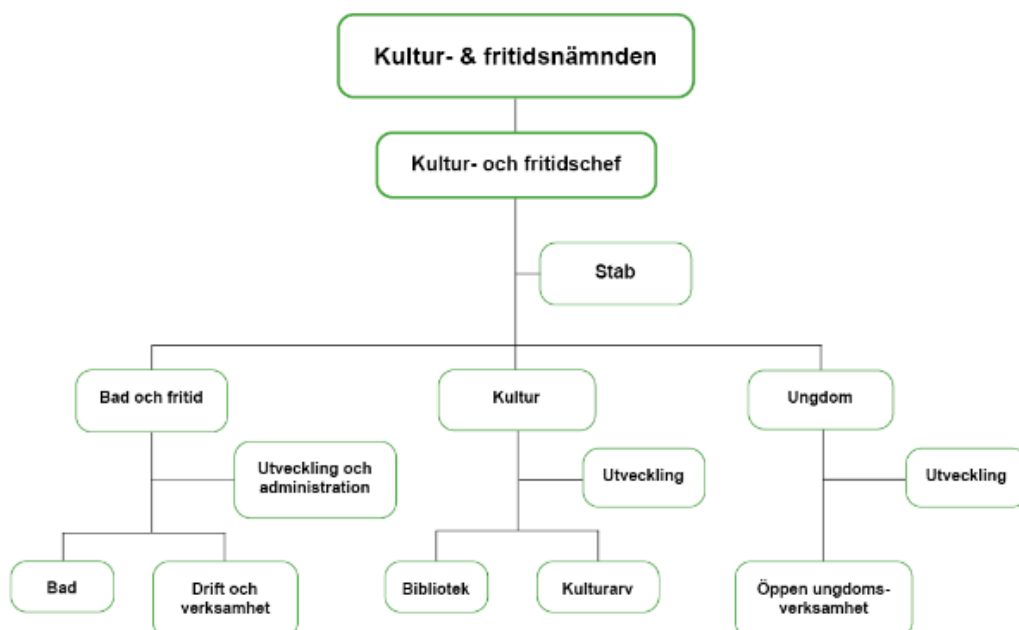 Kultur- & fritidsnämnden
Kultur- och fritidschef
Stab
Bad och fritid
Kultur
Ungdom
Utveckling och
administration
Utveckling
Utveckling
Bad
Drift och
verksamhet
Bibliotek
Kulturarv
Öppen ungdoms-
verksamhet